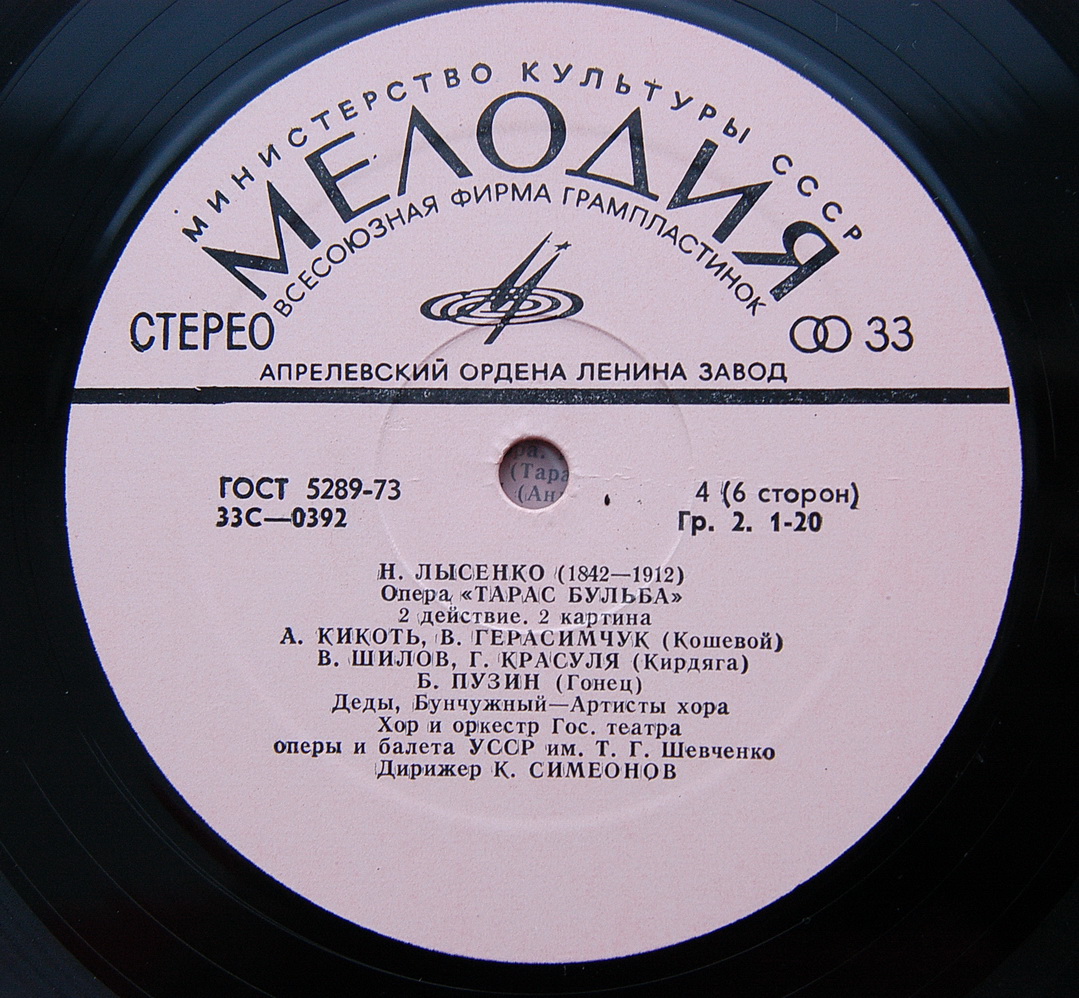 МИНИСТЕРСТВО КУЛЬТУРЫ СССР
МЕЛОДИЯ
ВСЕСОЮЗНАЯ ФИРМА ГРАМПЛАСТИНОК
СТЕРЕО
33
АПРЕЛЕВСКИЙ ОРДЕНА ЛЕНИНА ЗАВОД
ГОСТ 5289-73
33С—0392
4 (6 сторон)
Гр. 2. 1-20
Н. ЛЫСЕНКО (1842—1912)
Опера «ТАРАС БУЛЬБА»
2 действие. 2 картина
А. КИКОТЬ, В. ГЕРАСИМЧУК (Кошевой)
В. ШИЛОВ, Г. КРАСУЛЯ (Кирдяга)
Б. ПУЗИН (Гонец)
Деды, Бунчужный—Артисты хора
Хор и оркестр Гос. театра
оперы и балета УССР им. Т. Г. Шевченко
Дирижер К. СИМЕОНОВ